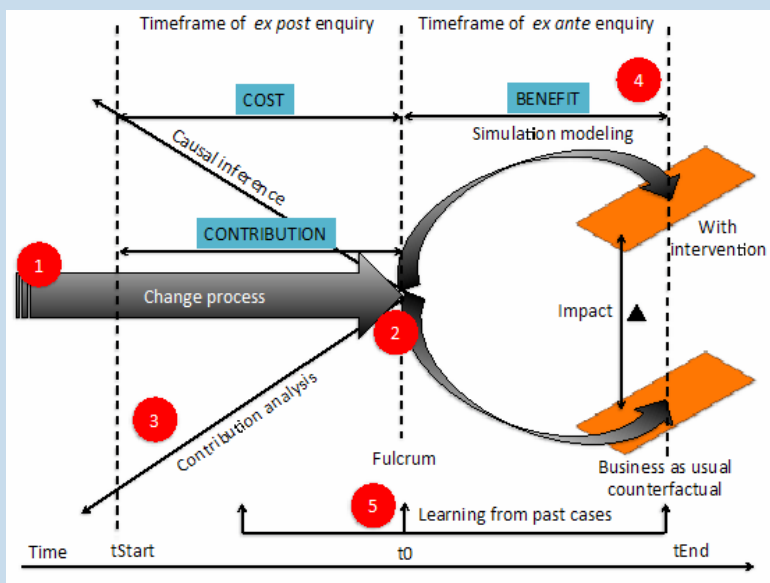 Timeframe of ex post enquiry
Timeframe of ex ante enquiry
4
COST
BENEFIT
Simulation modeling
Causal inference
CONTRIBUTION
With
intervention
1
Change process
2
Impact
3
Contribution analysis
Fulcrum
Business as usual
counterfactual
5
Learning from past cases
Time
tStart
t0
tEnd